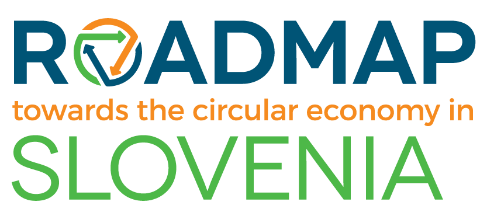 ROADMAP
towards the circular economy in
SLOVENIA